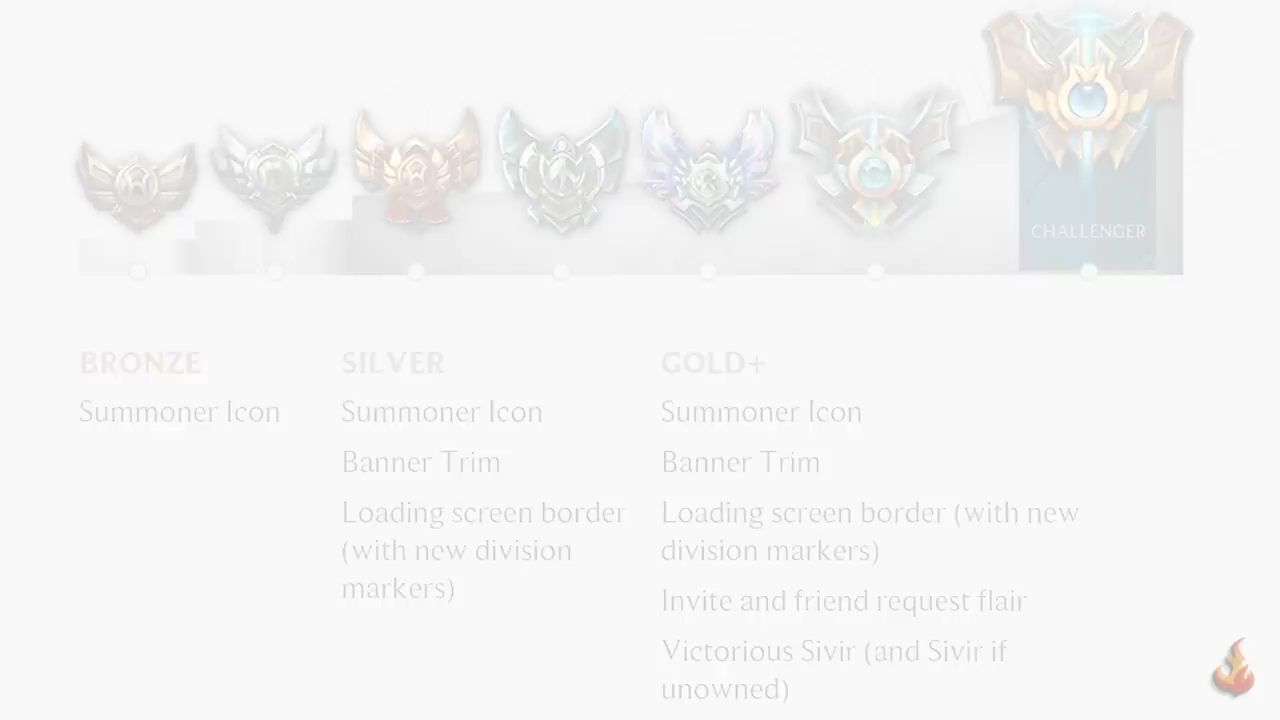 CHALLENGER
BRONZE
Summoner Icon
SILVER
Summoner Icon
Banner Trim
Loading screen border
(with new division
markers)
GOLD+
Summoner Icon
Banner Trim
Loading screen border (with new
division markers)
Invite and friend request flair
Victorious Sivir (and Sivir if
unowned)